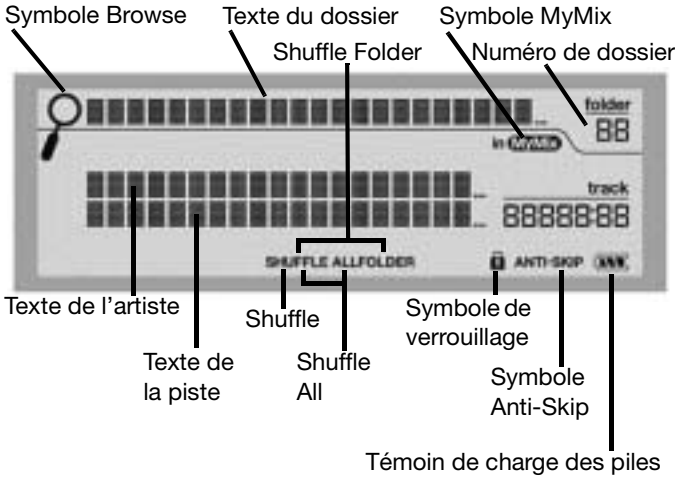 Symbole Browse
Texte du dossier
Symbole MyMix
Shuffle Folder
Numéro de dossier
folder
88
in MyMix
track
88888:88
SHUFFLE ALLFOLDER
ANTI-SKIP
Texte de l'artiste
Shuffle
Symbole de
verrouillage
Texte de
la piste
Shuffle
All
Symbole
Anti-Skip
Témoin de charge des piles